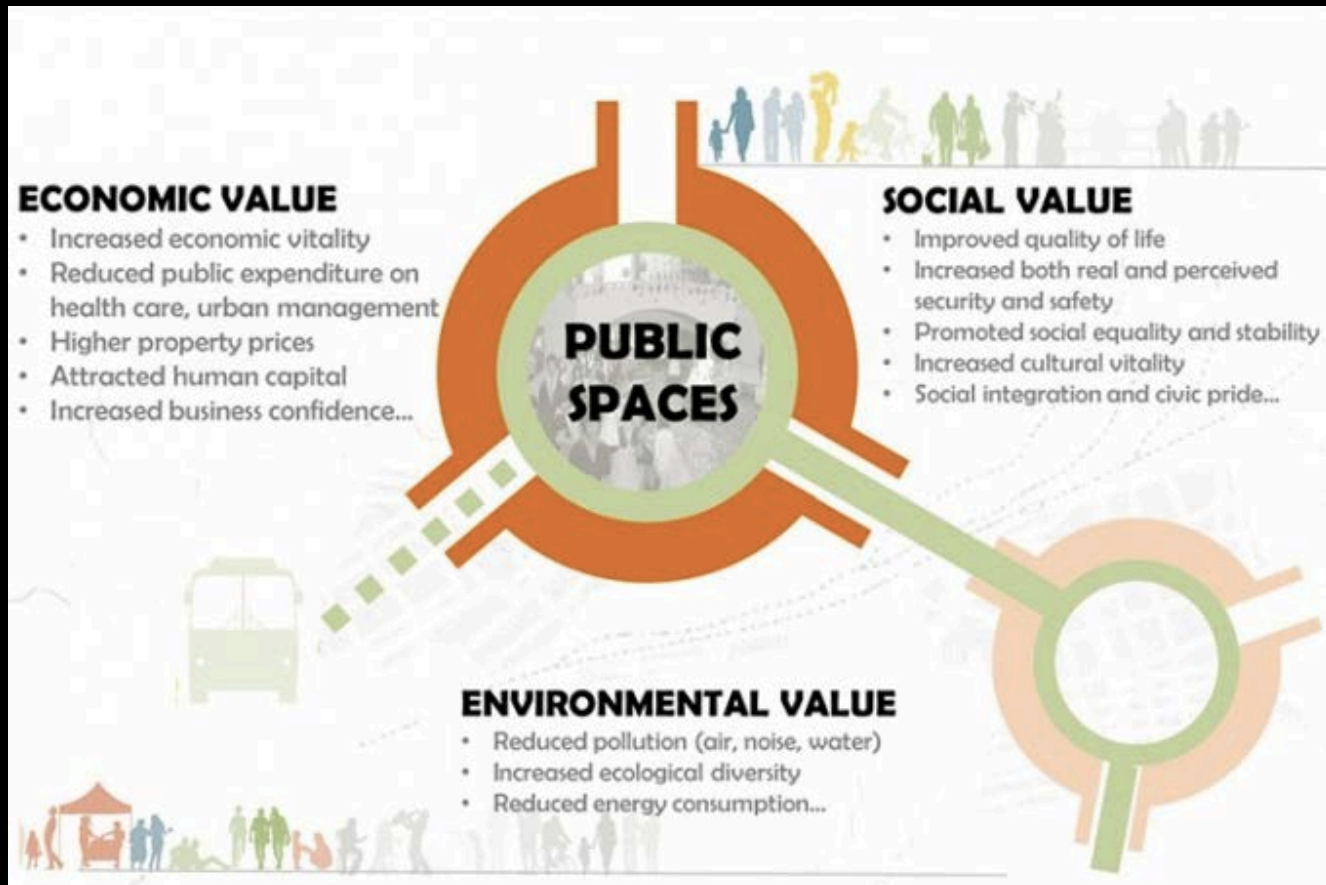 ECONOMIC VALUE
• Increased economic vitality
• Reduced public expenditure on
health care, urban management
• Higher property prices
• Attracted human capital
• Increased business confidence...
PUBLIC
SPACES
SOCIAL VALUE
• Improved quality of life
• Increased both real and perceived
security and safety
• Promoted social equality and stability
• Increased cultural vitality
• Social integration and civic pride...
ENVIRONMENTAL VALUE
• Reduced pollution (air, noise, water)
• Increased ecological diversity
• Reduced energy consumption...